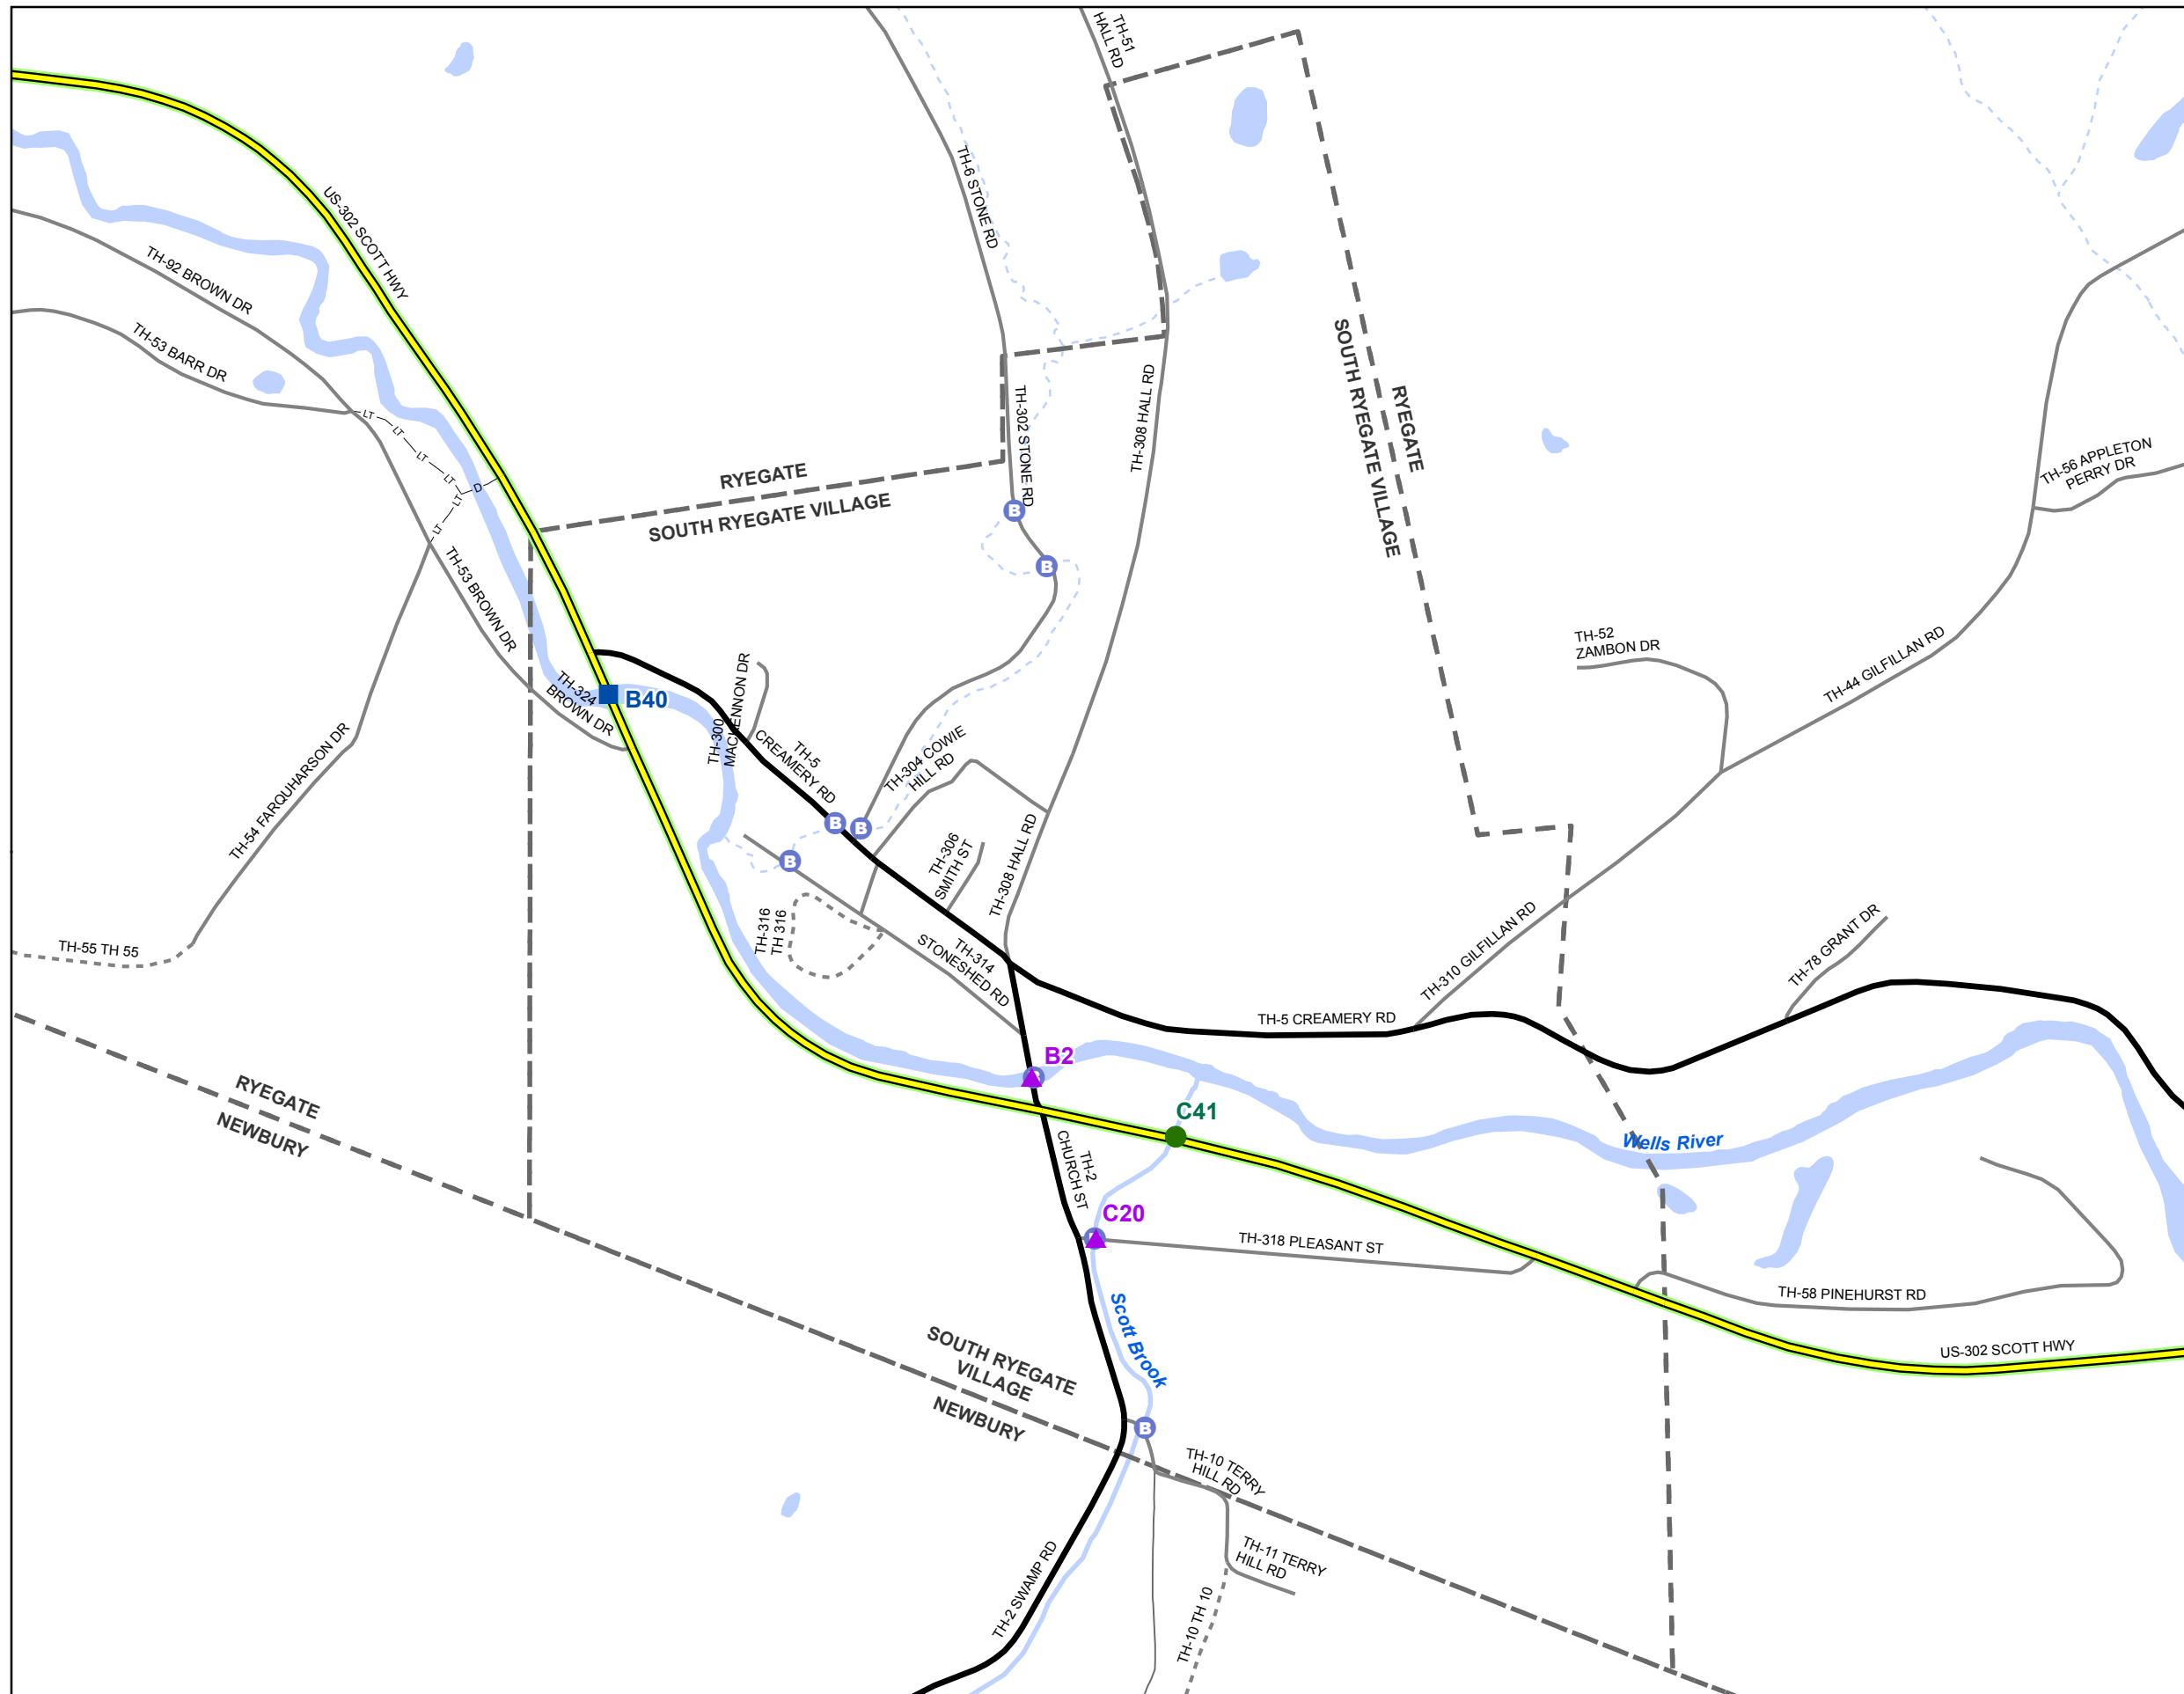 TH-51
HALL RD
TH-6 STONE RD
US-302 SCOTT HWY
TH-92 BROWN DR
TH-53 BARR DR
LT
LT
LT
LT
D
LT
LT
RYEGATE
SOUTH RYEGATE VILLAGE
TH-302 STONE RD
TH-308 HALL RD
RYEGATE
SOUTH RYEGATE VILLAGE
TH-56 APPLETON
PERRY DR
B
B
TH-53 BROWN DR
TH-52
ZAMBON DR
TH-44 GILFILLAN RD
TH-324
BROWN DR
B40
TH-300
MACKENNON DR
TH-5
CREAMERY RD
TH-304 COWIE
HILL RD
TH-54 FARQUHARSON DR
B
B
B
TH-306
SMITH ST
TH-308 HALL RD
TH-316
TH 316
TH-55 TH 55
TH-314
STONESHED RD
TH-310 GILFILLAN RD
TH-78 GRANT DR
TH-5 CREAMERY RD
B2
RYEGATE
NEWBURY
C41
Wells River
TH-2
CHURCH ST
C20
TH-318 PLEASANT ST
TH-58 PINEHURST RD
Scott Brook
US-302 SCOTT HWY
SOUTH RYEGATE
VILLAGE
NEWBURY
B
TH-10 TERRY
HILL RD
TH-11 TERRY
HILL RD
TH-2 SWAMP RD
TH-10 TH 10